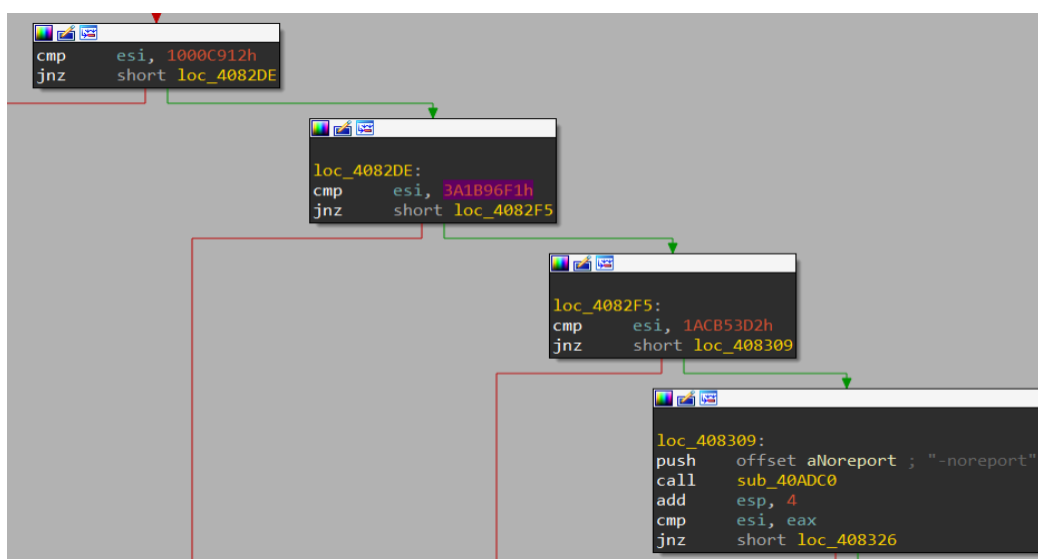 cmp esi, 1000C912h
jnz short loc_4082DE
loc_4082DE:
cmp esi, 3A1B96F1h
jnz short loc_4082F5
loc_4082F5:
cmp esi, 1ACB53D2h
jnz short loc_408309
loc_408309:
push offset aNoreport ; "-noreport"
call sub_40ADC0
add esp, 4
cmp esi, eax
jnz short loc_408326